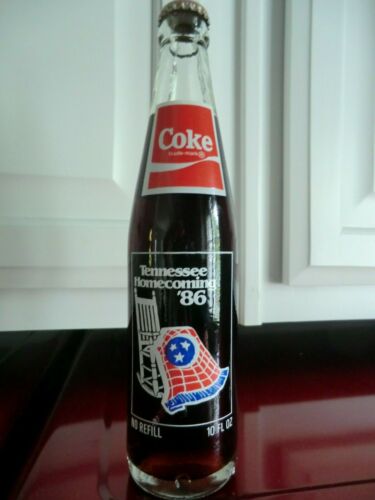 Coke
trade-mark ®
Tennessee
Homecoming
'86
NO REFILL 10 FL OZ